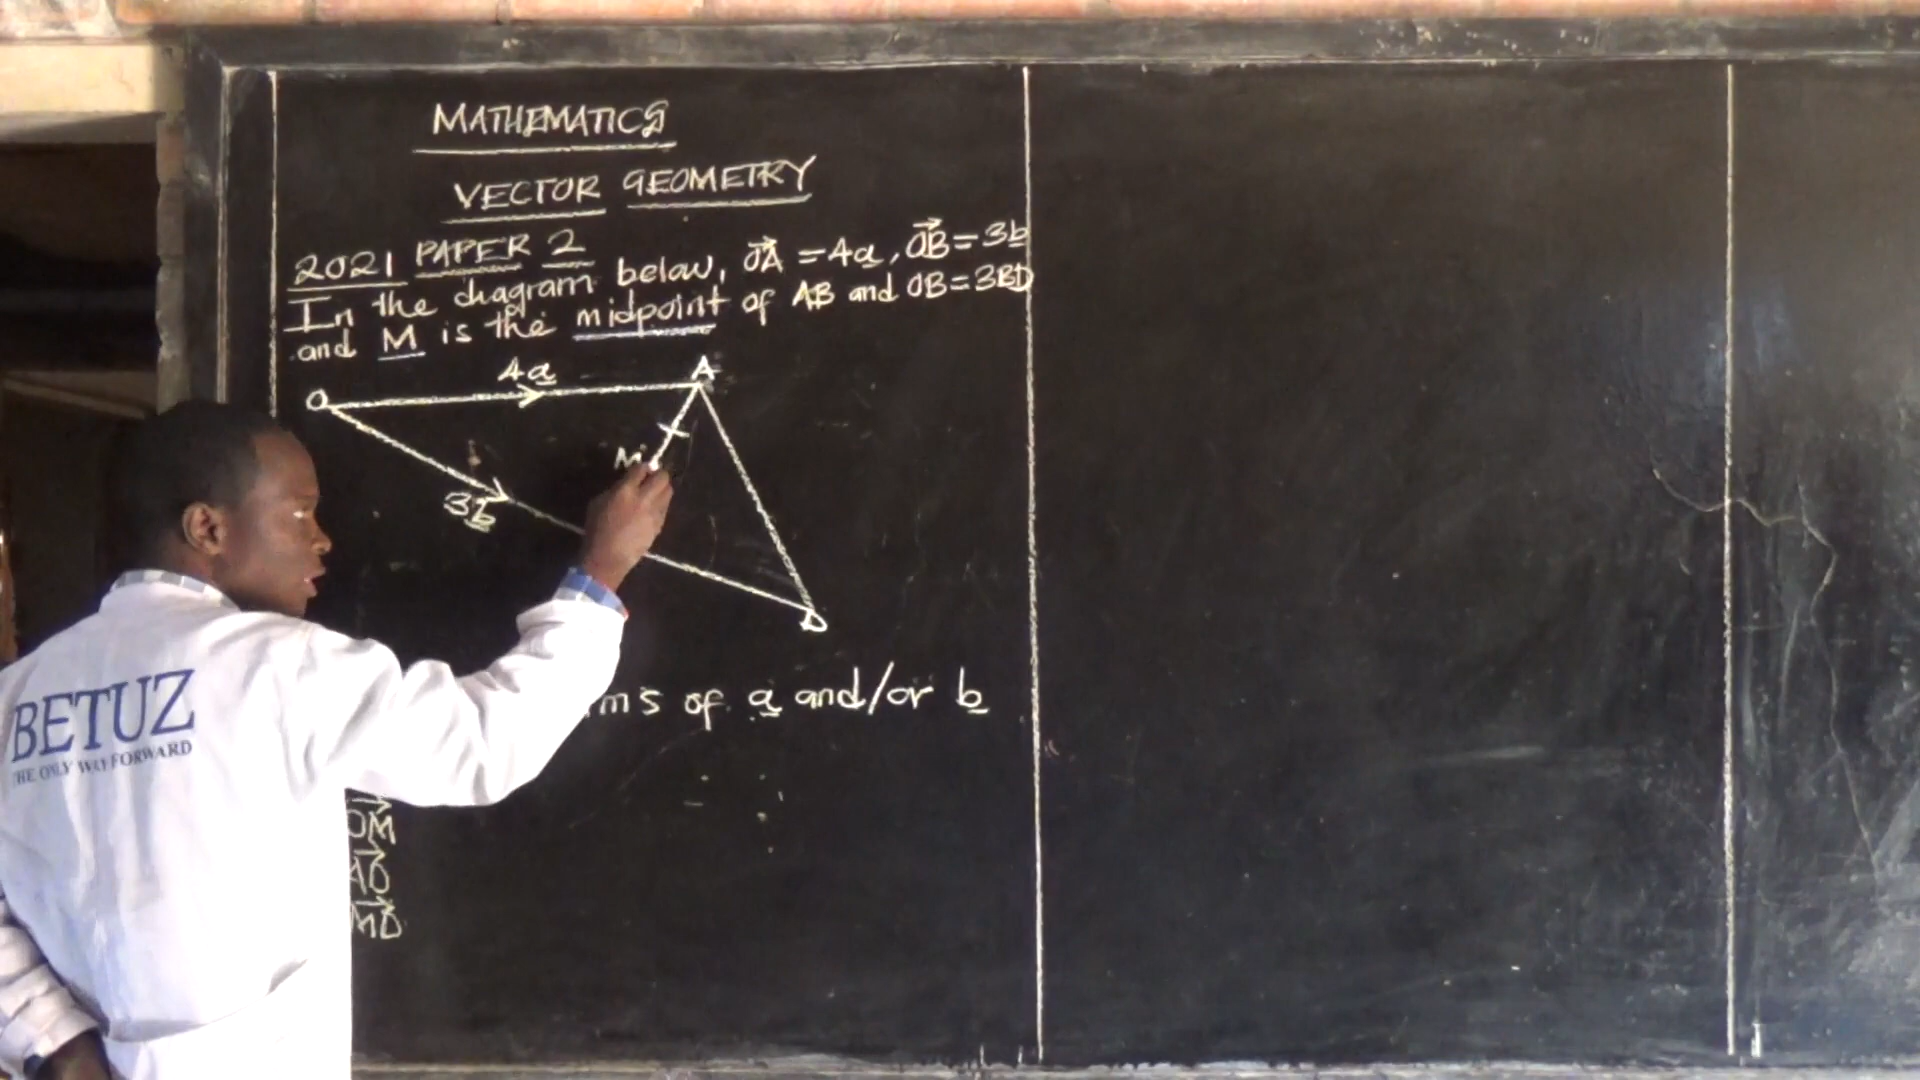 MATHEMATICS
VECTOR GEOMETRY
2021 PAPER 2
In the diagram below, OA = 4a, OB = 3b
and M is the midpoint of AB and OB = 3BD
4a
A
O
M
3b
D
ms of a and/or b
OM
AD
MD
BETUZ
THE ONLY WAY FORWARD